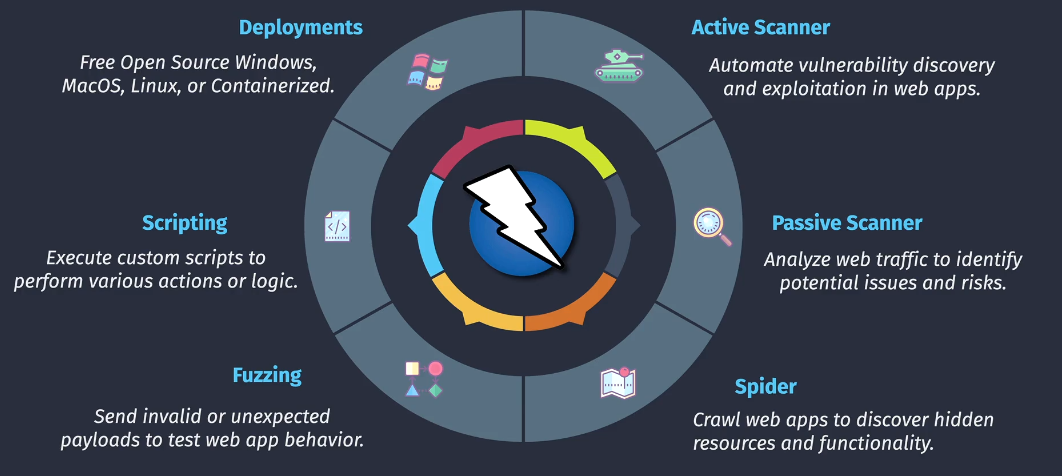 Deployments
Free Open Source Windows,
MacOS, Linux, or Containerized.
Active Scanner
Automate vulnerability discovery
and exploitation in web apps.
Scripting
Execute custom scripts to
perform various actions or logic.
</>
Passive Scanner
Analyze web traffic to identify
potential issues and risks.
Fuzzing
Send invalid or unexpected
payloads to test web app behavior.
Spider
Crawl web apps to discover hidden
resources and functionality.